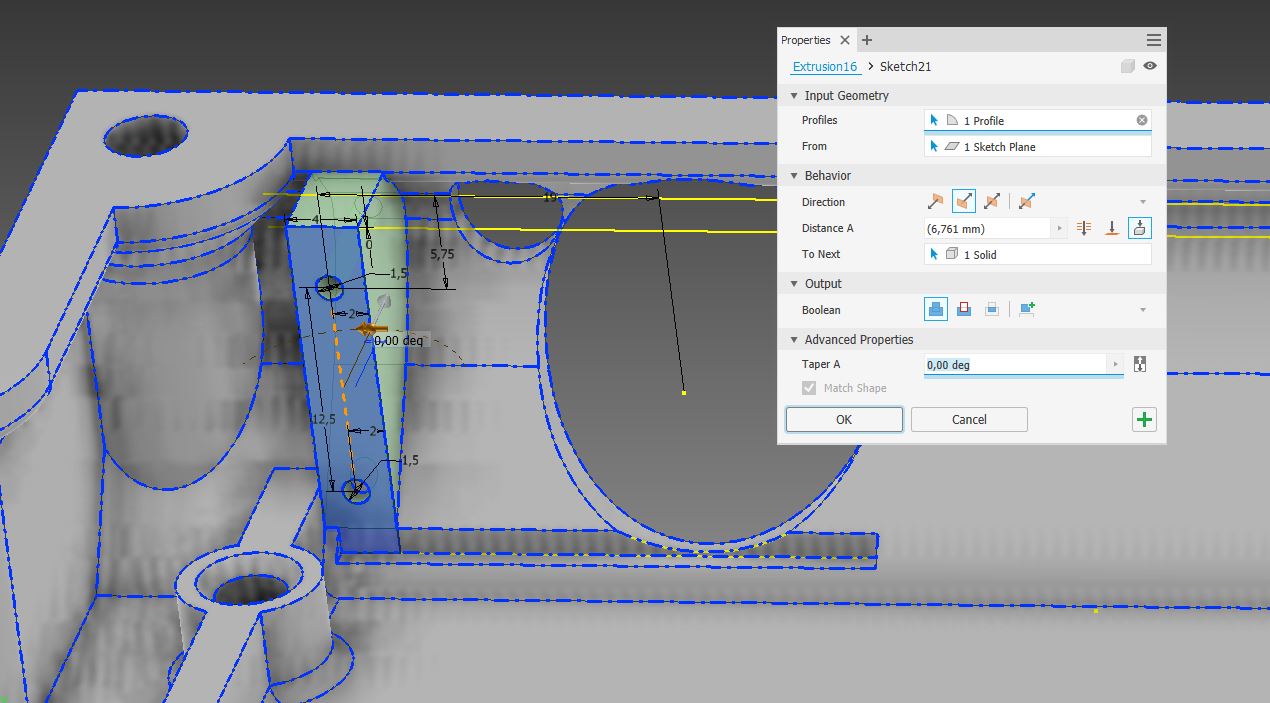 Properties
Extrusion16 > Sketch21
Input Geometry
Profiles 1 Profile
From 1 Sketch Plane
Behavior
Direction
Distance A (6,761 mm)
To Next 1 Solid
Output
Boolean
Advanced Properties
Taper A 0,00 deg
Match Shape
OK Cancel
19
4
0
5,75
1,5
2
0,00 deg
12,5
2
1,5